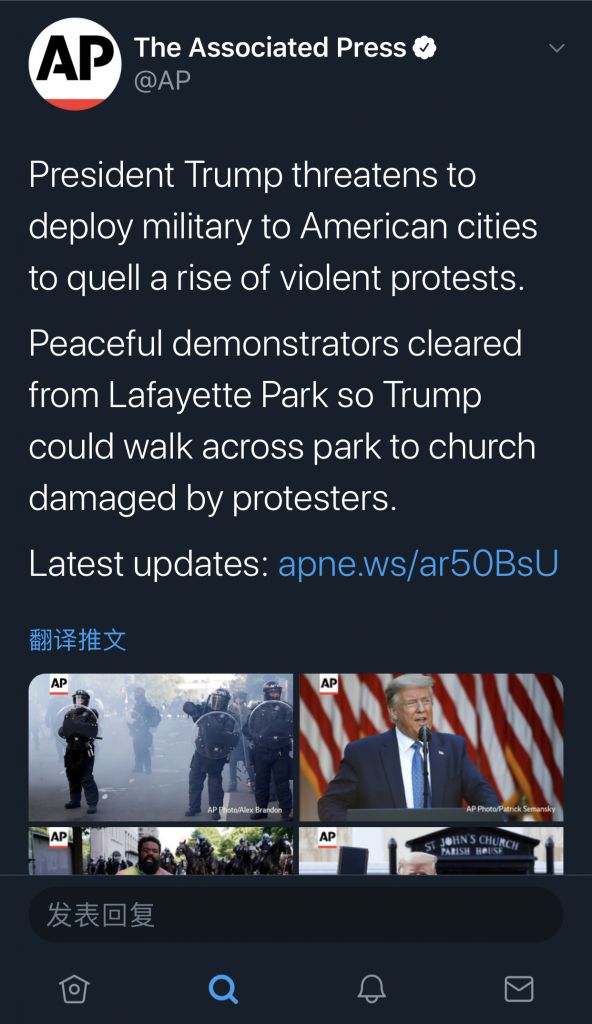 AP
The Associated Press
@AP
President Trump threatens to
deploy military to American cities
to quell a rise of violent protests.
Peaceful demonstrators cleared
from Lafayette Park so Trump
could walk across park to church
damaged by protesters.
Latest updates: apne.ws/ar50BsU
翻译推文
AP
AP Photo/Alex Brandon
AP
AP Photo/Patrick Semansky
AP
AP
ST. JOHN'S CHURCH
PARISH HOUSE
发表回复